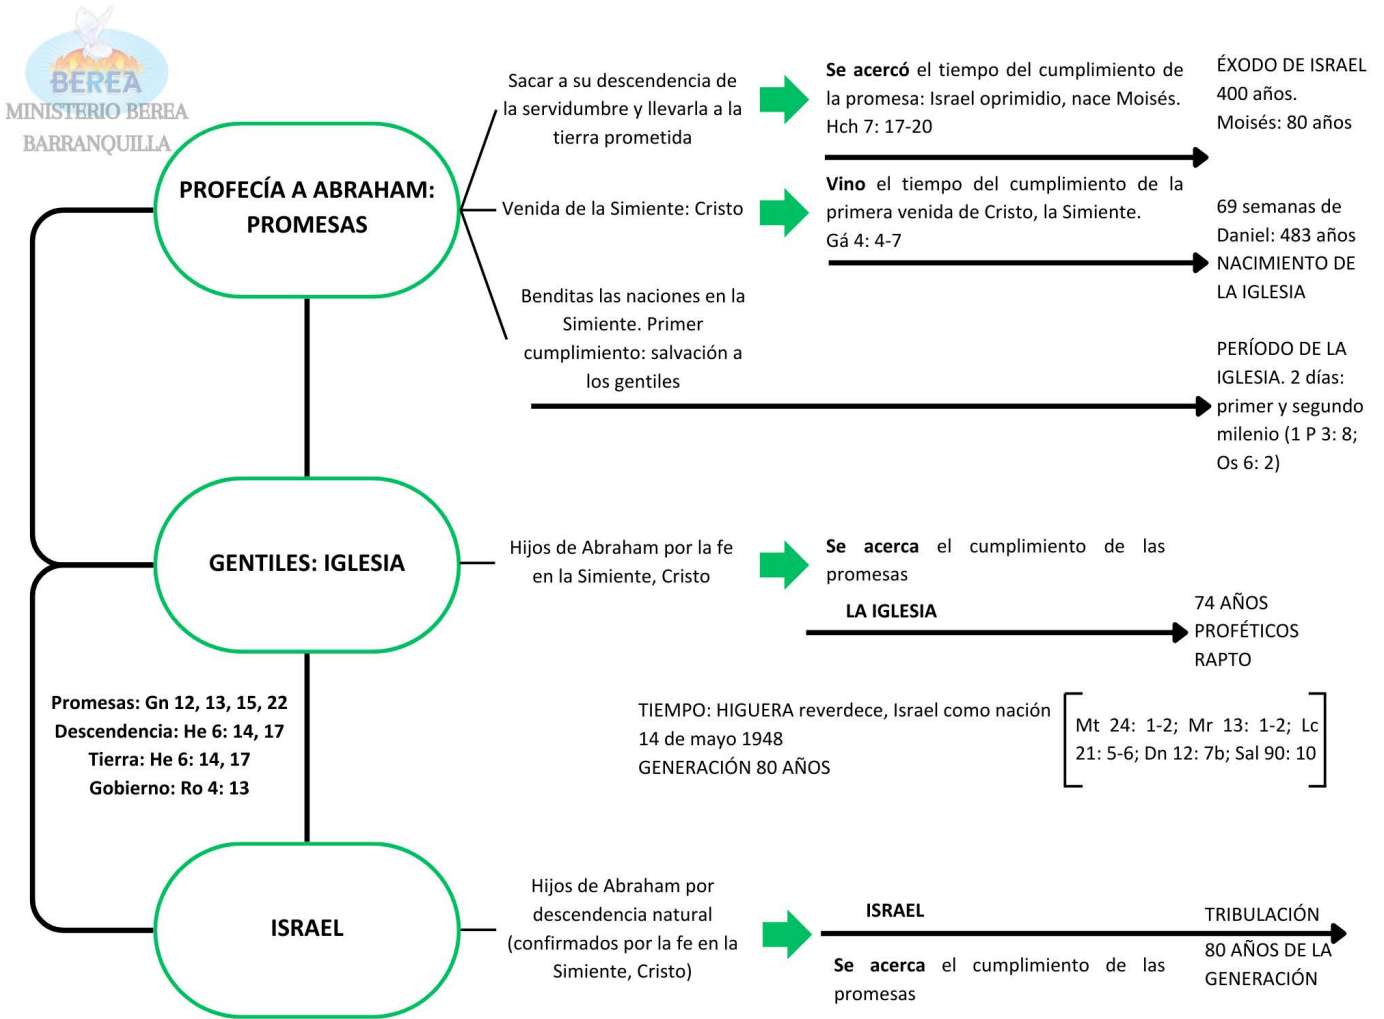 BEREA
MINISTERIO BEREA
BARRANQUILLA
PROFECÍA A ABRAHAM:
PROMESAS
Sacar a su descendencia de
la servidumbre y llevarla a la
tierra prometida
Se acercó el tiempo del cumplimiento de
la promesa: Israel oprimidio, nace Moisés.
Hch 7: 17-20
ÉXODO DE ISRAEL
400 años.
Moisés: 80 años
Venida de la Simiente: Cristo
Vino el tiempo del cumplimiento de la
primera venida de Cristo, la Simiente.
Gá 4: 4-7
69 semanas de
Daniel: 483 años
NACIMIENTO DE
LA IGLESIA
Benditas las naciones en la
Simiente. Primer
cumplimiento: salvación a
los gentiles
PERÍODO DE LA
IGLESIA. 2 días:
primer y segundo
milenio (1 P 3: 8;
Os 6: 2)
GENTILES: IGLESIA
Hijos de Abraham por la fe
en la Simiente, Cristo
Se acerca el cumplimiento de las
promesas
LA IGLESIA
74 AÑOS
PROFÉTICOS
RAPTO
Promesas: Gn 12, 13, 15, 22
Descendencia: He 6: 14, 17
Tierra: He 6: 14, 17
Gobierno: Ro 4: 13
TIEMPO: HIGUERA reverdece, Israel como nación
14 de mayo 1948
GENERACIÓN 80 AÑOS
Mt 24: 1-2; Mr 13: 1-2; Lc
21: 5-6; Dn 12: 7b; Sal 90: 10
ISRAEL
Hijos de Abraham por
descendencia natural
(confirmados por la fe en la
Simiente, Cristo)
ISRAEL
Se acerca el cumplimiento de las
promesas
TRIBULACIÓN
80 AÑOS DE LA
GENERACIÓN